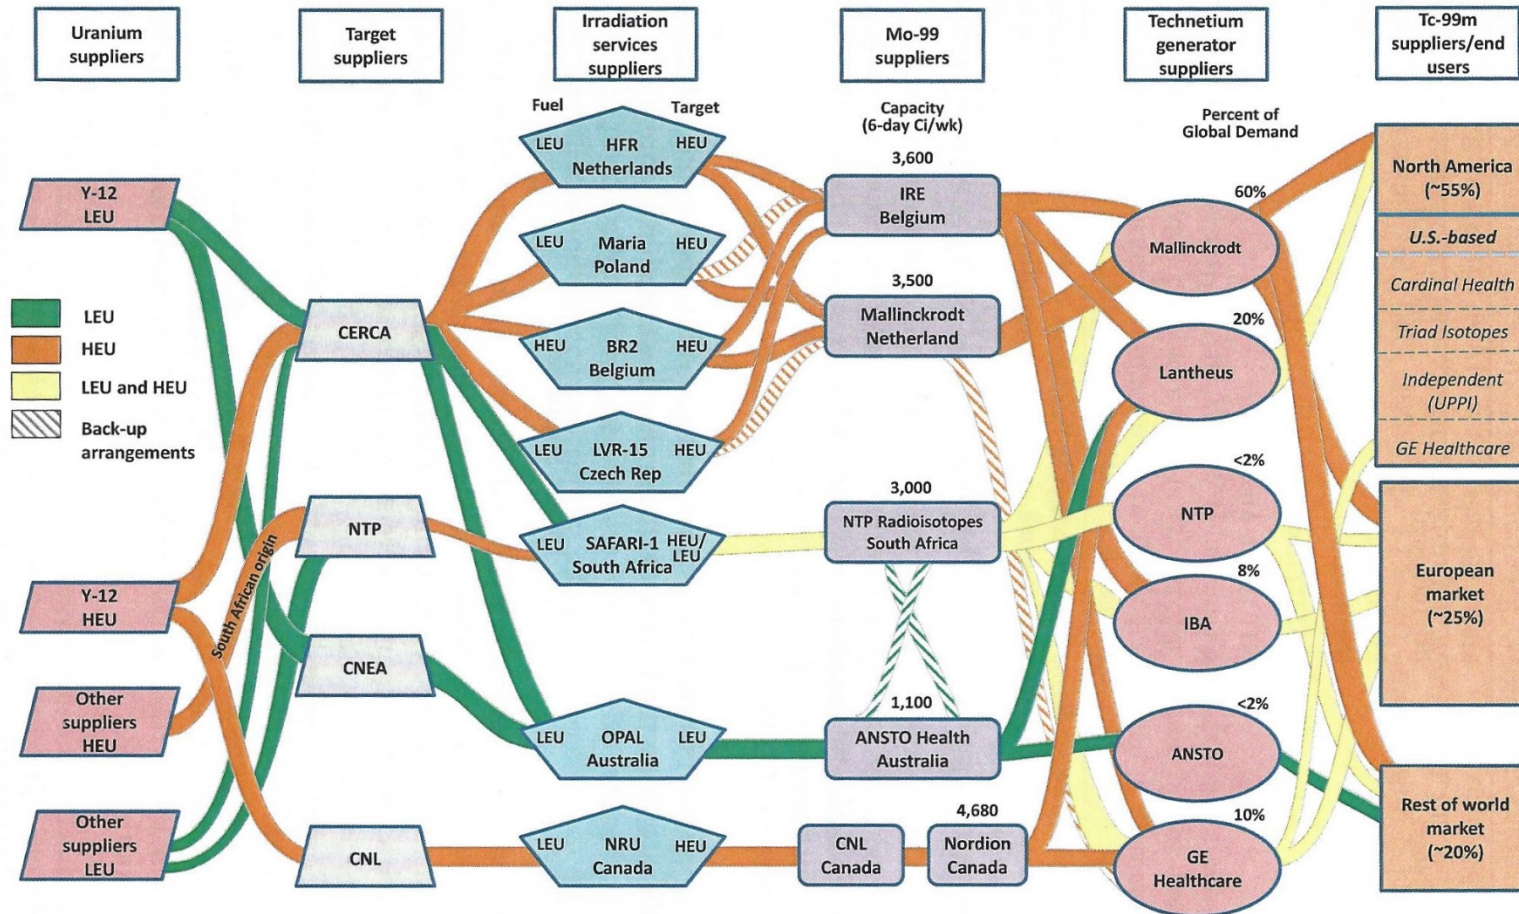 Uranium
suppliers
Target
suppliers
Irradiation
services
suppliers
Mo-99
suppliers
Technetium
generator
suppliers
Tc-99m
suppliers/end
users
Fuel
Target
Capacity
(6-day Ci/wk)
Percent of
Global Demand
Y-12
LEU
Y-12
HEU
Other
suppliers
HEU
Other
suppliers
LEU
LEU
HEU
LEU and HEU
Back-up
arrangements
South African origin
CERCA
NTP
CNEA
CNL
LEU
HFR
Netherlands
HEU
LEU
Maria
Poland
HEU
HEU
BR2
Belgium
HEU
LEU
LVR-15
Czech Rep
HEU
LEU
SAFARI-1
South Africa
HEU/
LEU
LEU
OPAL
Australia
LEU
LEU
NRU
Canada
HEU
3,600
IRE
Belgium
3,500
Mallinckrodt
Netherland
3,000
NTP Radioisotopes
South Africa
1,100
ANSTO Health
Australia
CNL
Canada
4,680
Nordion
Canada
60%
Mallinckrodt
20%
Lantheus
<2%
NTP
8%
IBA
<2%
ANSTO
10%
GE
Healthcare
North America
(~55%)
U.S.-based
Cardinal Health
Triad Isotopes
Independent
(UPPI)
GE Healthcare
European
market
(~25%)
Rest of world
market
(~20%)